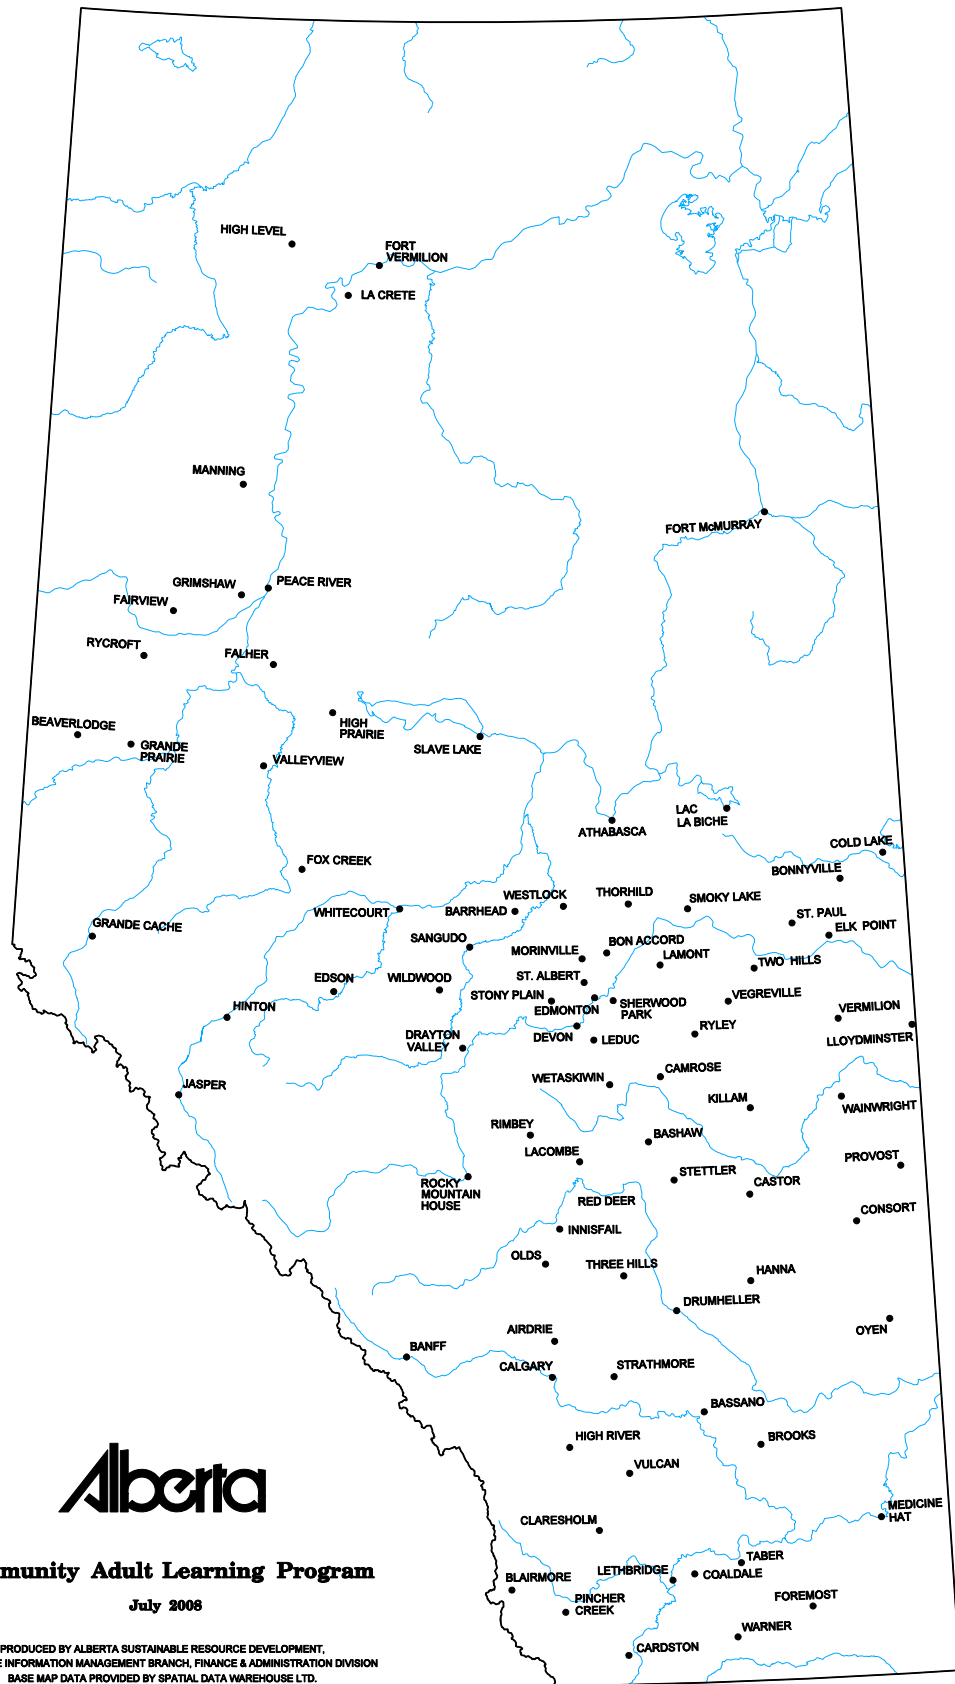 HIGH LEVEL
FORT
VERMILION
LA CRETE
MANNING
FORT McMURRAY
GRIMSHAW
PEACE RIVER
FAIRVIEW
RYCROFT
FALHER
BEAVERLODGE
GRANDE
PRAIRIE
HIGH
PRAIRIE
SLAVE LAKE
VALLEYVIEW
LAC
LA BICHE
ATHABASCA
COLD LAKE
BONNYVILLE
FOX CREEK
WESTLOCK
THORHILD
SMOKY LAKE
WHITECOURT
BARRHEAD
ST. PAUL
ELK POINT
GRANDE CACHE
SANGUDO
MORINVILLE
BON ACCORD
LAMONT
TWO HILLS
EDSON
WILDWOOD
ST. ALBERT
STONY PLAIN
EDMONTON
SHERWOOD
PARK
VEGREVILLE
HINTON
VERMILION
LLOYDMINSTER
DRAYTON
VALLEY
DEVON
LEDUC
RYLEY
JASPER
WETASKIWIN
CAMROSE
KILLAM
WAINWRIGHT
RIMBEY
BASHAW
LACOMBE
PROVOST
ROCKY
MOUNTAIN
HOUSE
STETTLER
CASTOR
RED DEER
CONSORT
INNISFAIL
OLDS
THREE HILLS
HANNA
DRUMHELLER
OYEN
AIRDRIE
BANFF
CALGARY
STRATHMORE
BASSANO
HIGH RIVER
BROOKS
VULCAN
Alberta
MEDICINE
HAT
CLARESHOLM
munity Adult Learning Program
July 2008
BLAIRMORE
LETHBRIDGE
TABER
COALDALE
PINCHER
CREEK
FOREMOST
WARNER
CARDSTON
PRODUCED BY ALBERTA SUSTAINABLE RESOURCE DEVELOPMENT,
E INFORMATION MANAGEMENT BRANCH, FINANCE & ADMINISTRATION DIVISION
BASE MAP DATA PROVIDED BY SPATIAL DATA WAREHOUSE LTD.